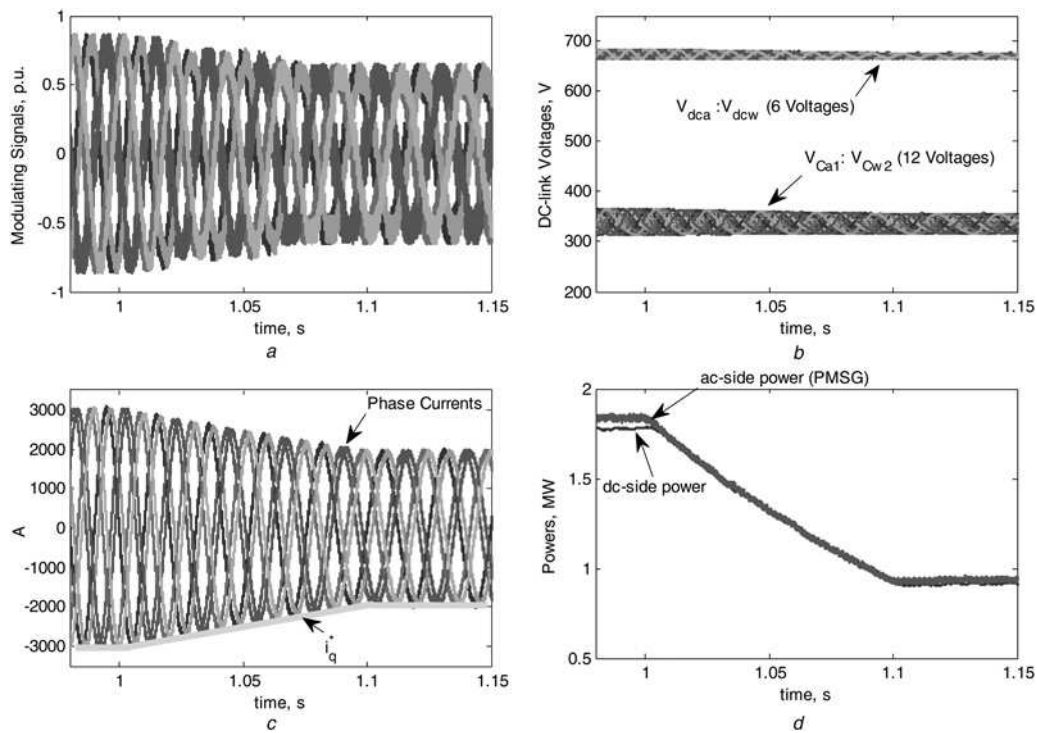 1
0.5
0
-0.5
-1
Modulating Signals, p.u.
1 1.05 1.1 1.15
time, s
a
700
600
500
400
300
200
DC-link Voltages, V
V_dca : V_dcw (6 Voltages)
V_Ca1 : V_Cw2 (12 Voltages)
1 1.05 1.1 1.15
time, s
b
3000
2000
1000
0
-1000
-2000
-3000
A
Phase Currents
i*_q
1 1.05 1.1 1.15
time, s
c
2
1.5
1
0.5
Powers, MW
ac-side power (PMSG)
dc-side power
1 1.05 1.1 1.15
time, s
d